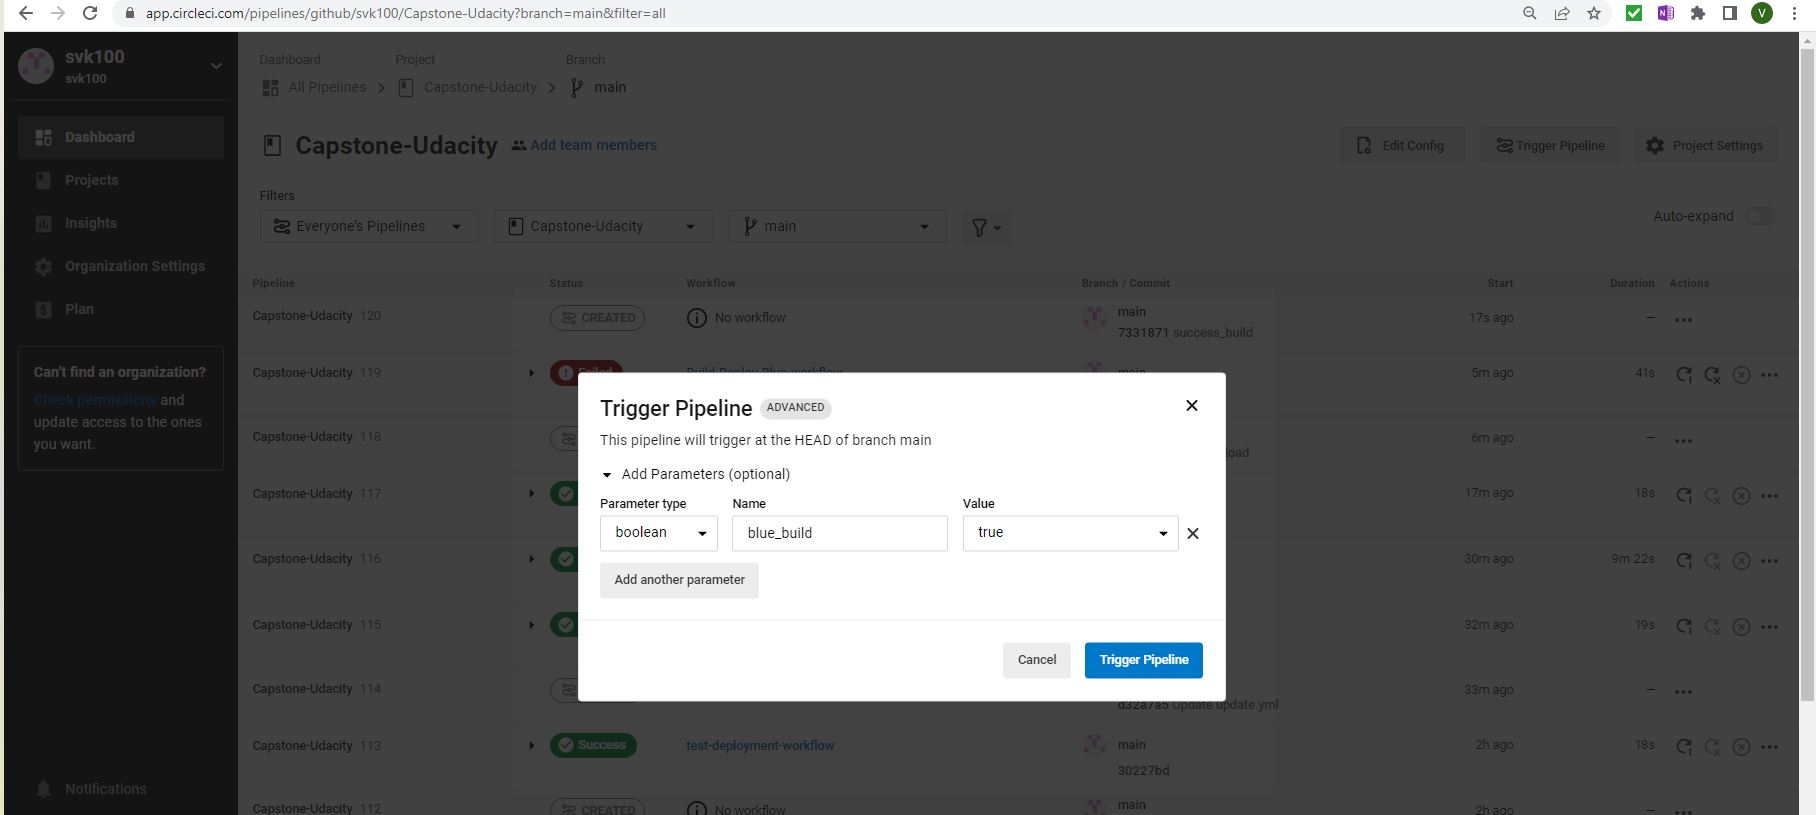 app.circleci.com/pipelines/github/svk100/Capstone-Udacity?branch=main&filter=all
V
svk100
svk100
Dashboard
Projects
Insights
Organization Settings
Plan
Can't find an organization?
Check permissions and
update access to the ones
you want.
Notifications
Dashboard Project Branch
All Pipelines Capstone-Udacity main
Capstone-Udacity Add team members
Edit Config Trigger Pipeline Project Settings
Filters
Everyone's Pipelines Capstone-Udacity main
Auto-expand
Pipeline Status Workflow Branch / Commit Start Duration Actions
Capstone-Udacity 120 CREATED No workflow main 17s ago –
7331871 success_build
Capstone-Udacity 119 Failed Build-Deploy-Blue-workflow main 5m ago 41s
Capstone-Udacity 118 6m ago –
load
Capstone-Udacity 117 17m ago 18s
Capstone-Udacity 116 30m ago 9m 22s
Capstone-Udacity 115 32m ago 19s
Capstone-Udacity 114 33m ago –
d32a7a5 Update update.yml
Capstone-Udacity 113 Success test-deployment-workflow main 2h ago 18s
30227bd
Capstone-Udacity 112 CREATED No workflow main 2h ago –
Trigger Pipeline ADVANCED
This pipeline will trigger at the HEAD of branch main
Add Parameters (optional)
Parameter type Name Value
boolean blue_build true
Add another parameter
Cancel Trigger Pipeline